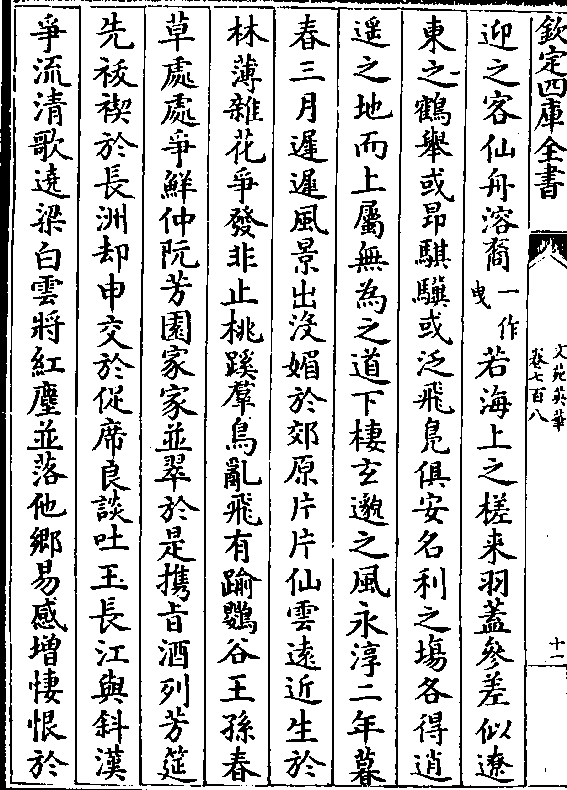 欽定四庫全書
文苑英華
卷七百八
十一
迎之客仙舟溶裔一作曳若海上之槎来羽蓋參差似遼
東之鶴舉或昂騏驥或泛飛鳬俱安名利之塲各得逍
遥之地而上屬無為之道下棲玄邈之風永淳二年暮
春三月遲遲風景出没媚於郊原片片仙雲逺近生於
林薄雜花爭發非止桃蹊羣鳥亂飛有踰鸎谷王孫春
草處處爭鮮仲阮芳園家家並翠於是携旨酒列芳筵
先祓禊於長洲却申交於促席良談吐玉長江與斜漢
爭流清歌遶梁白雲將紅塵並落他鄉易感增悽恨於